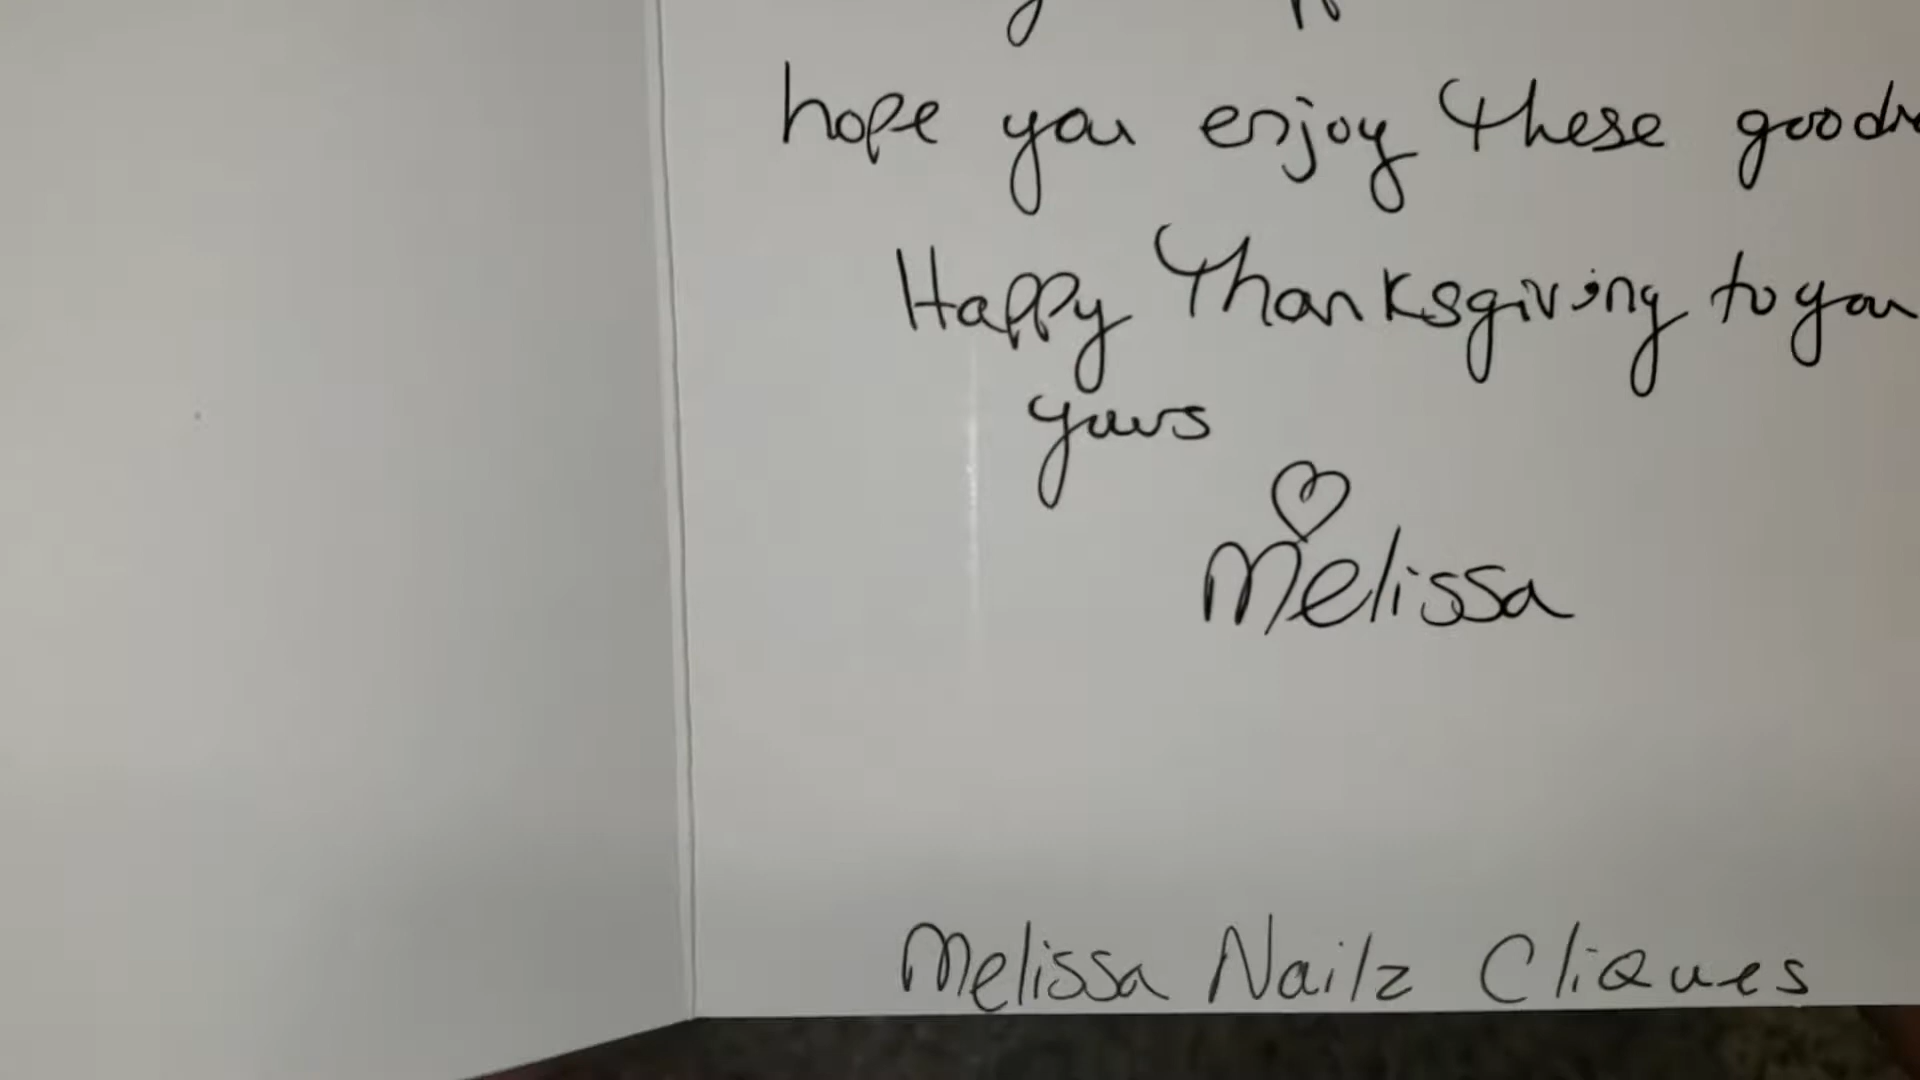 hope you enjoy these
Happy Thanksgiving to you
yours
Melissa
Melissa Nailz Cliques